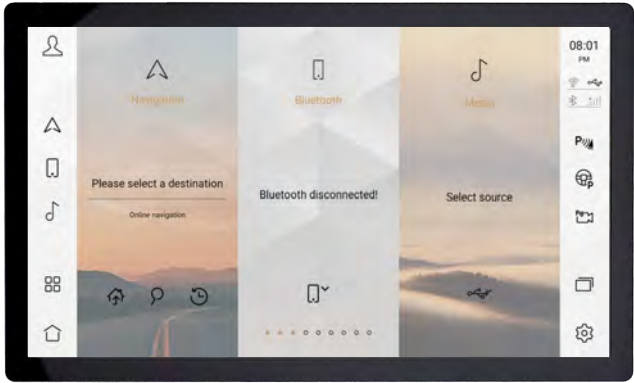 08:01
PM
Navigation
Bluetooth
Media
P
Please select a destination
Bluetooth disconnected!
Select source
P
Online navigation